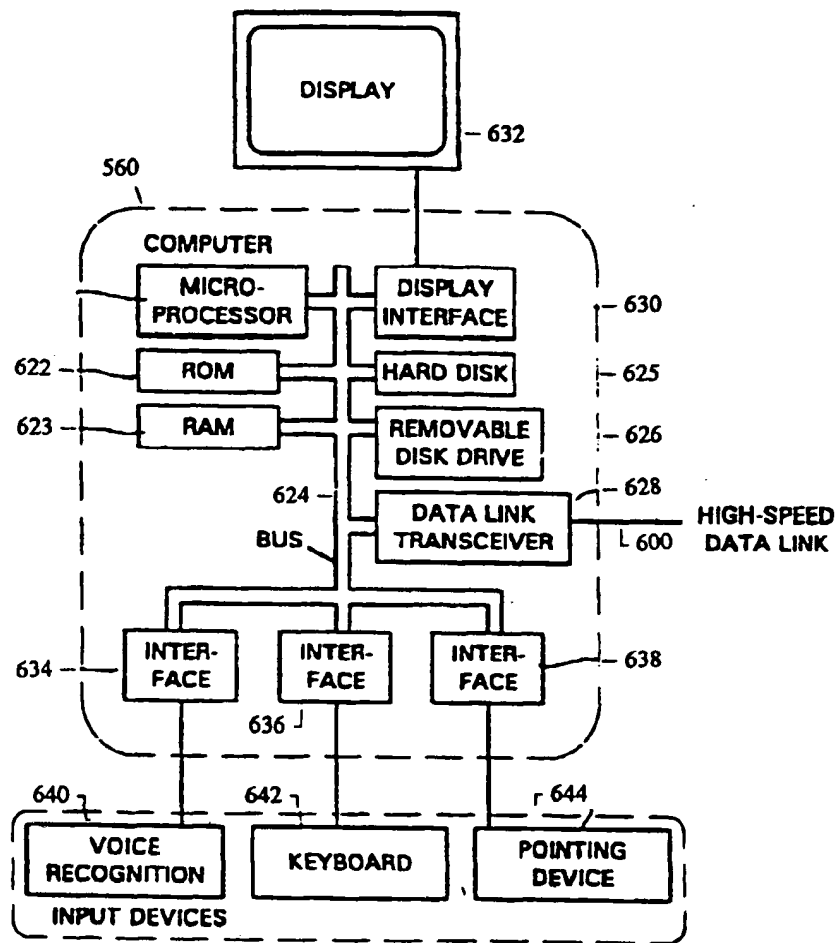 DISPLAY
632
560
COMPUTER
MICRO-
PROCESSOR
DISPLAY
INTERFACE
630
622
ROM
HARD DISK
625
623
RAM
REMOVABLE
DISK DRIVE
626
624
628
DATA LINK
TRANSCEIVER
HIGH-SPEED
DATA LINK
600
BUS
634
INTER-
FACE
INTER-
FACE
INTER-
FACE
638
636
640
642
644
VOICE
RECOGNITION
KEYBOARD
POINTING
DEVICE
INPUT DEVICES